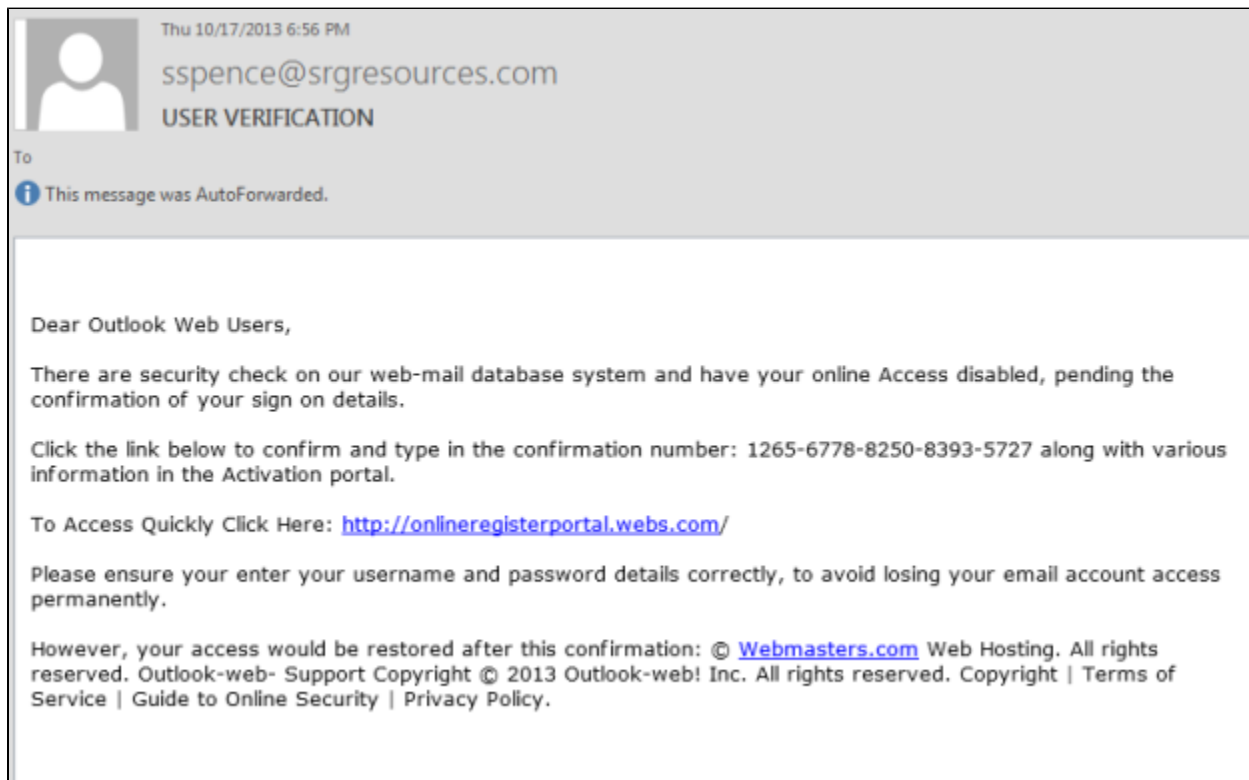 Thu 10/17/2013 6:56 PM
sspence@srgresources.com
USER VERIFICATION
To
This message was AutoForwarded.
Dear Outlook Web Users,
There are security check on our web-mail database system and have your online Access disabled, pending the
confirmation of your sign on details.
Click the link below to confirm and type in the confirmation number: 1265-6778-8250-8393-5727 along with various
information in the Activation portal.
To Access Quickly Click Here: http://onlineregisterportal.webs.com/
Please ensure your enter your username and password details correctly, to avoid losing your email account access
permanently.
However, your access would be restored after this confirmation: © Webmasters.com Web Hosting. All rights
reserved. Outlook-web- Support Copyright © 2013 Outlook-web! Inc. All rights reserved. Copyright | Terms of
Service | Guide to Online Security | Privacy Policy.